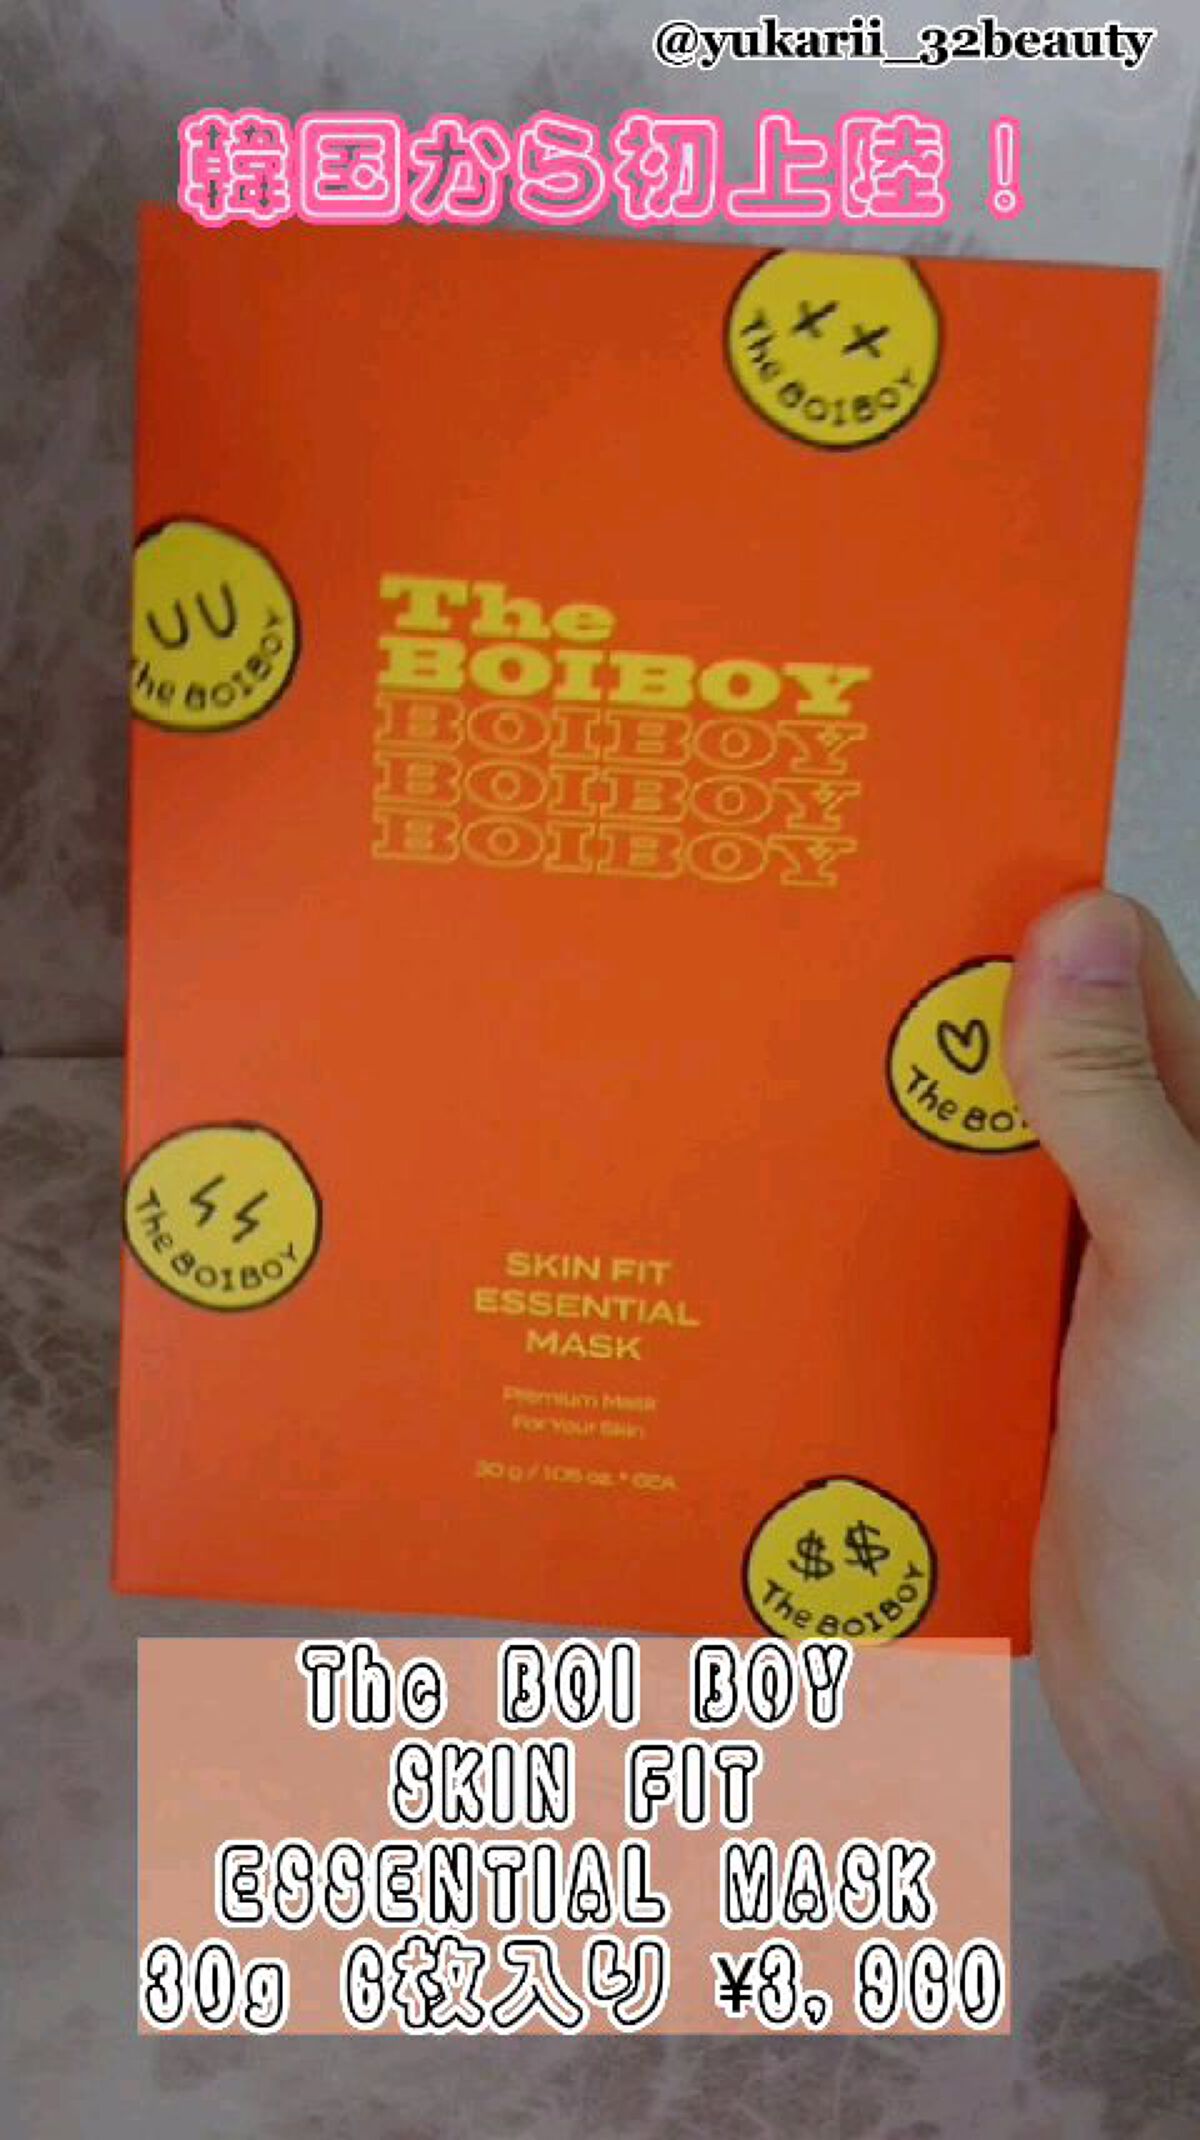 @yukarii_32beauty
韓国から初上陸！
The BOIBOY
The
BOIBOY
BOIBOY
BOIBOY
BOIBOY
The BOIBOY
The BOI
The BOIBOY
SKIN FIT
ESSENTIAL
MASK
Premium Mask
For Your Skin
The BOIBOY
The BOI BOY
SKIN FIT
ESSENTIAL MASK
30g 6枚入り ¥3,960